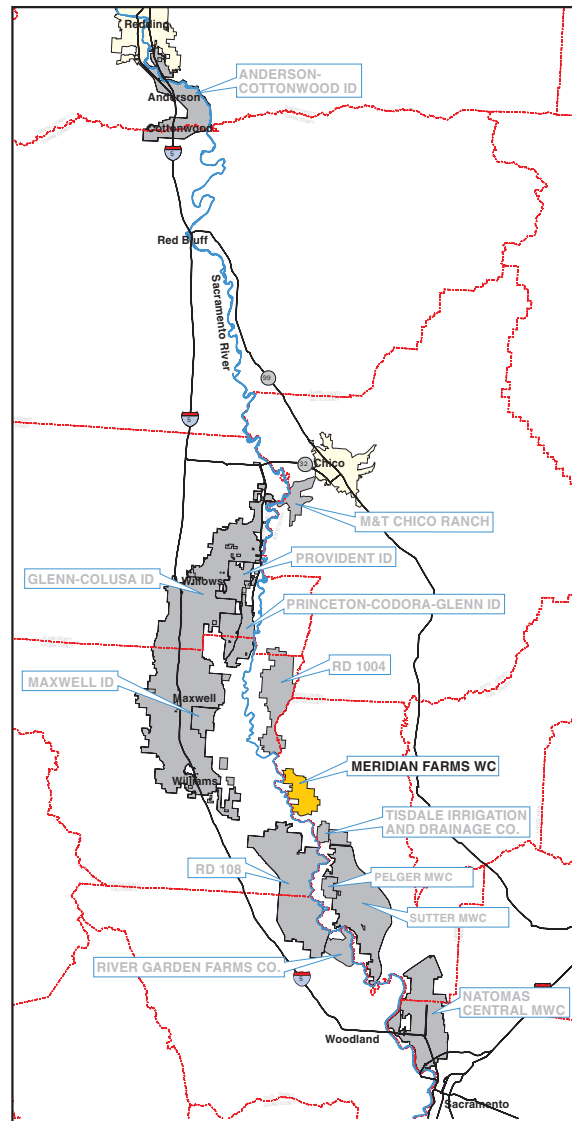 Redding
ANDERSON-
COTTONWOOD ID
Anderson
Cottonwood
5
Red Bluff
Sacramento River
99
5
32
Chico
M&T CHICO RANCH
PROVIDENT ID
GLENN-COLUSA ID
Willows
PRINCETON-CODORA-GLENN ID
RD 1004
MAXWELL ID
Maxwell
MERIDIAN FARMS WC
Williams
TISDALE IRRIGATION
AND DRAINAGE CO.
RD 108
PELGER MWC
SUTTER MWC
RIVER GARDEN FARMS CO.
5
NATOMAS
CENTRAL MWC
Woodland
Sacramento